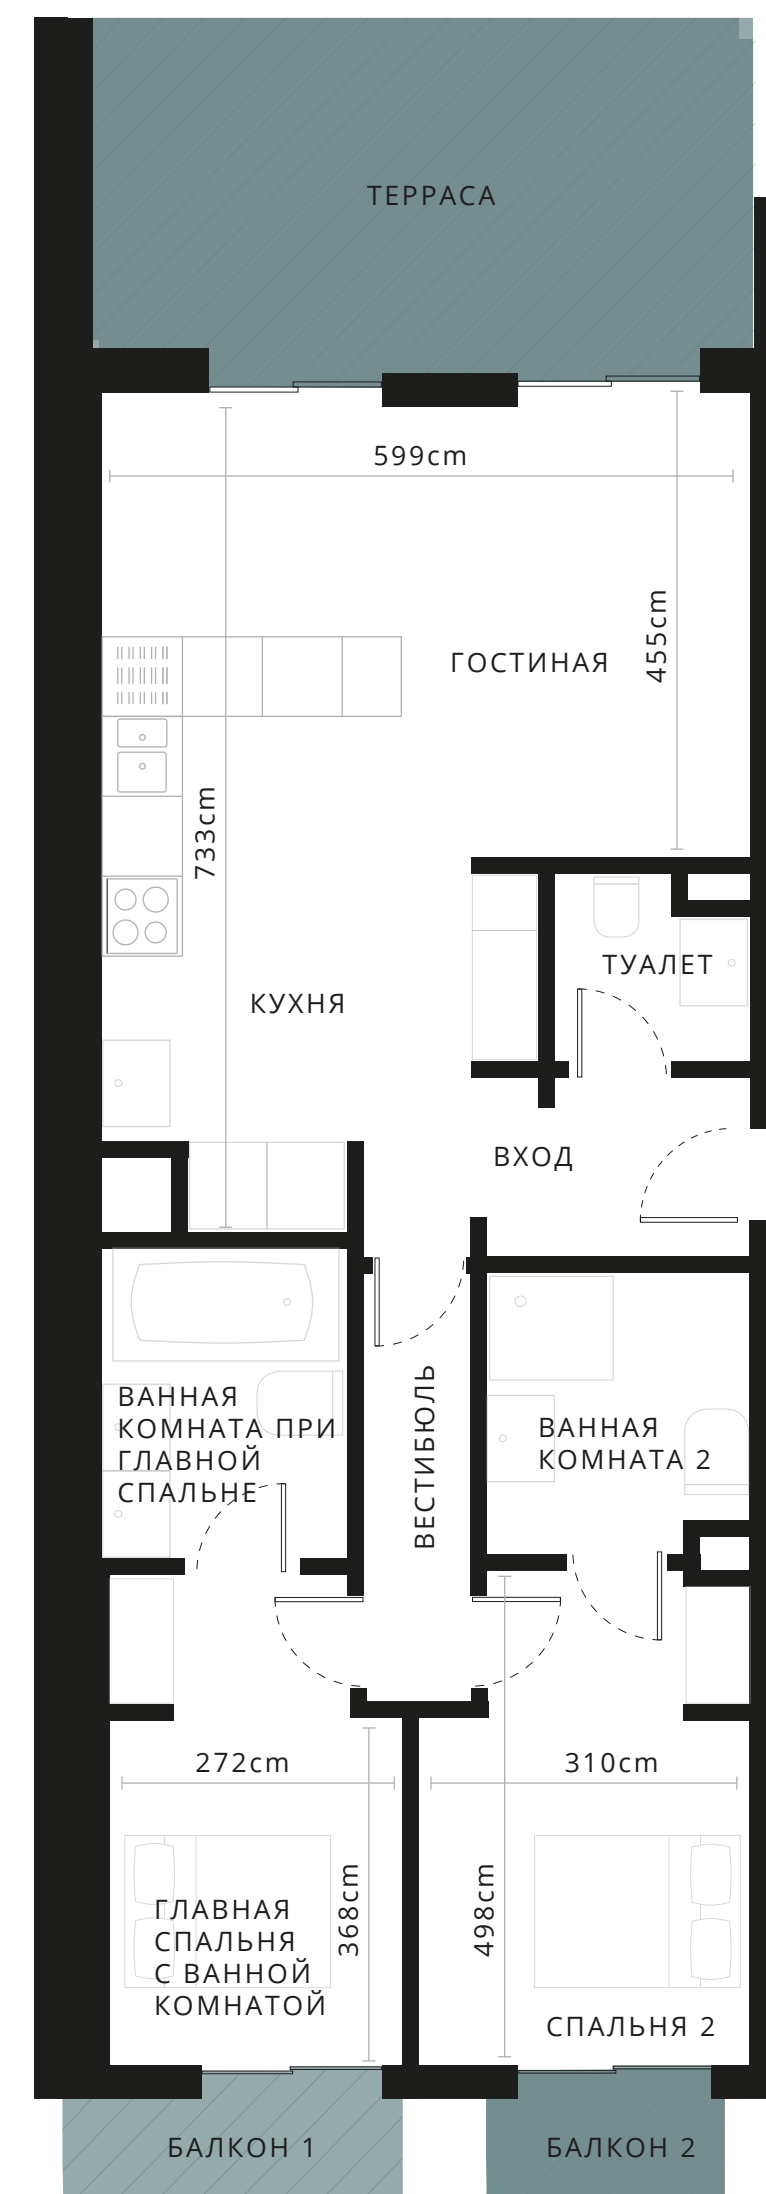 ТЕРРАСА
599cm
455cm
ГОСТИНАЯ
733cm
ТУАЛЕТ
КУХНЯ
ВХОД
ВЕСТИБЮЛЬ
ВАННАЯ
КОМНАТА ПРИ
ГЛАВНОЙ
СПАЛЬНЕ
ВАННАЯ
КОМНАТА 2
272cm
310cm
368cm
498cm
ГЛАВНАЯ
СПАЛЬНЯ
С ВАННОЙ
КОМНАТОЙ
СПАЛЬНЯ 2
БАЛКОН 1
БАЛКОН 2